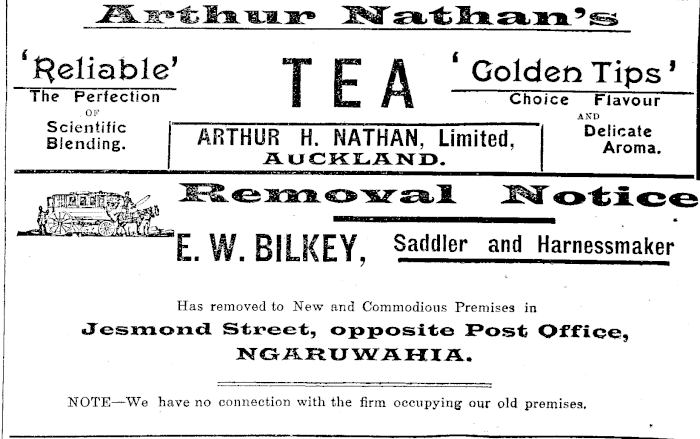 Arthur Nathan's
'Reliable'
The Perfection
OF
Scientific
Blending.
TEA
'Golden Tips'
Choice Flavour
AND
Delicate
Aroma.
ARTHUR H. NATHAN, Limited,
AUCKLAND.
Removal Notice
E. W. BILKEY, Saddler and Harnessmaker
Has removed to New and Commodious Premises in
Jesmond Street, opposite Post Office,
NGARUWAHIA.
NOTE—We have no connection with the firm occupying our old premises.